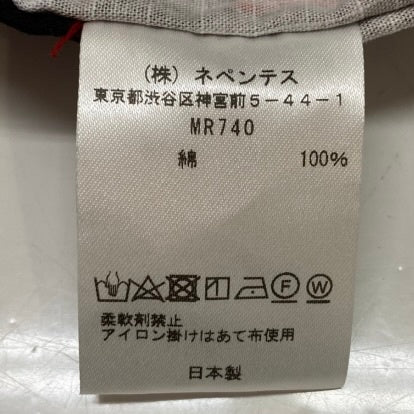 (株) ネペンテス
東京都渋谷区神宮前5-44-1
MR740
綿 100%
F W
柔軟剤禁止
アイロン掛けはあて布使用
日本製